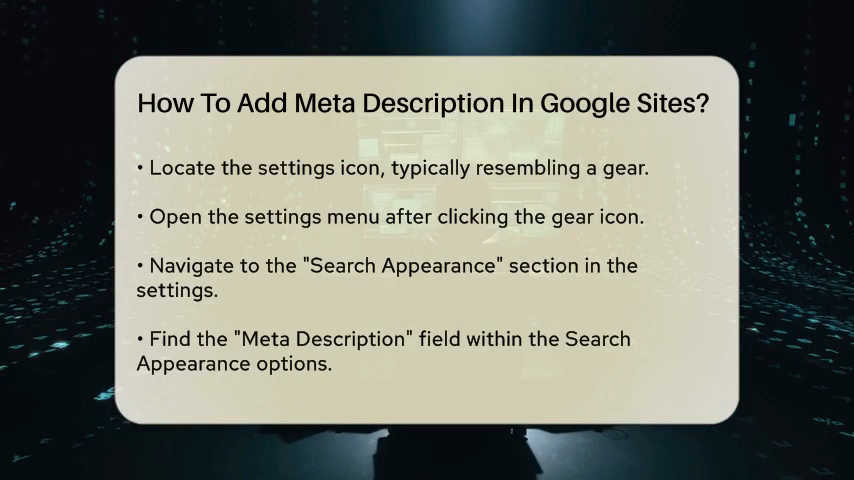 How To Add Meta Description In Google Sites?
• Locate the settings icon, typically resembling a gear.
• Open the settings menu after clicking the gear icon.
• Navigate to the "Search Appearance" section in the
settings.
• Find the "Meta Description" field within the Search
Appearance options.